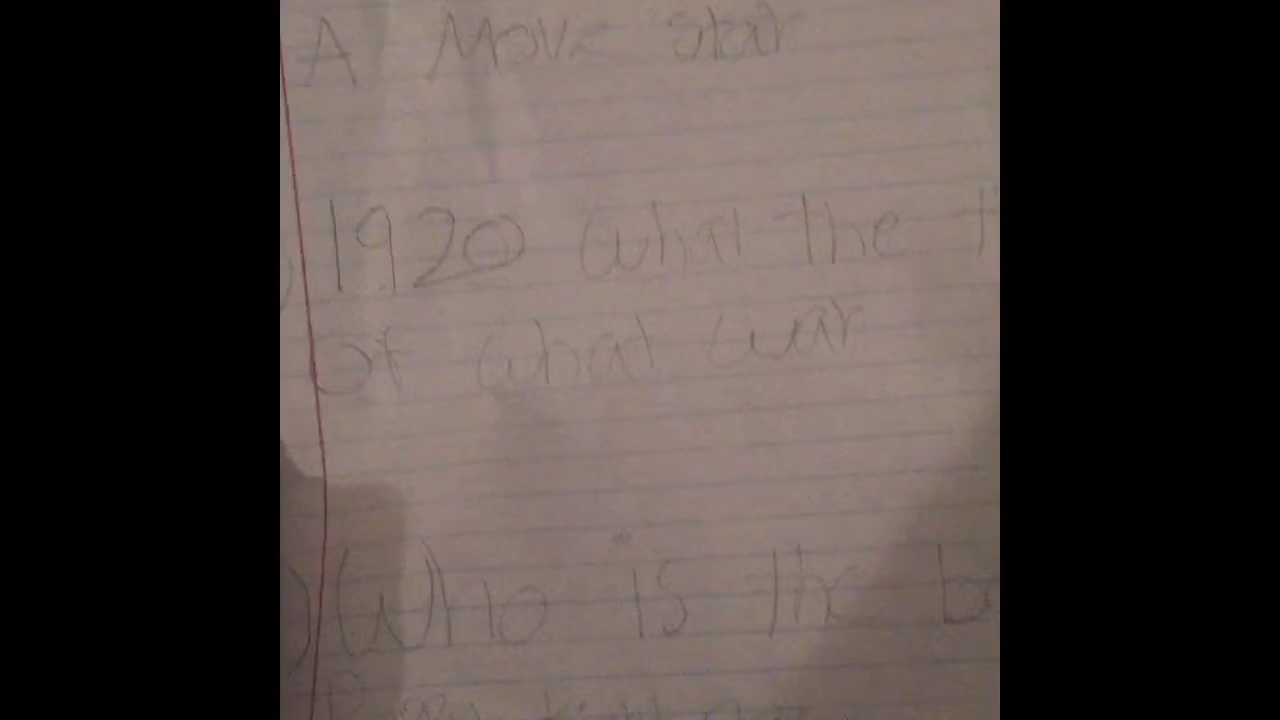 A Move star
1920 what the
of what war
Who is the